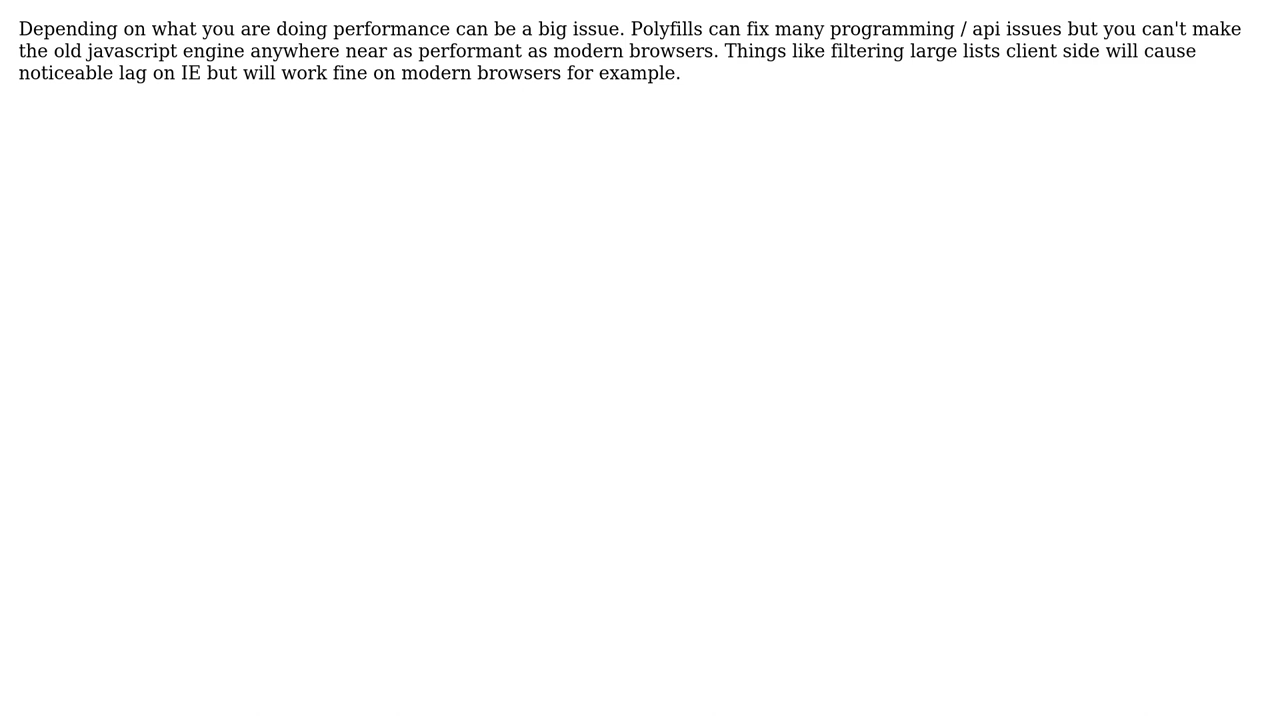 Depending on what you are doing performance can be a big issue. Polyfills can fix many programming / api issues but you can't make
the old javascript engine anywhere near as performant as modern browsers. Things like filtering large lists client side will cause
noticeable lag on IE but will work fine on modern browsers for example.